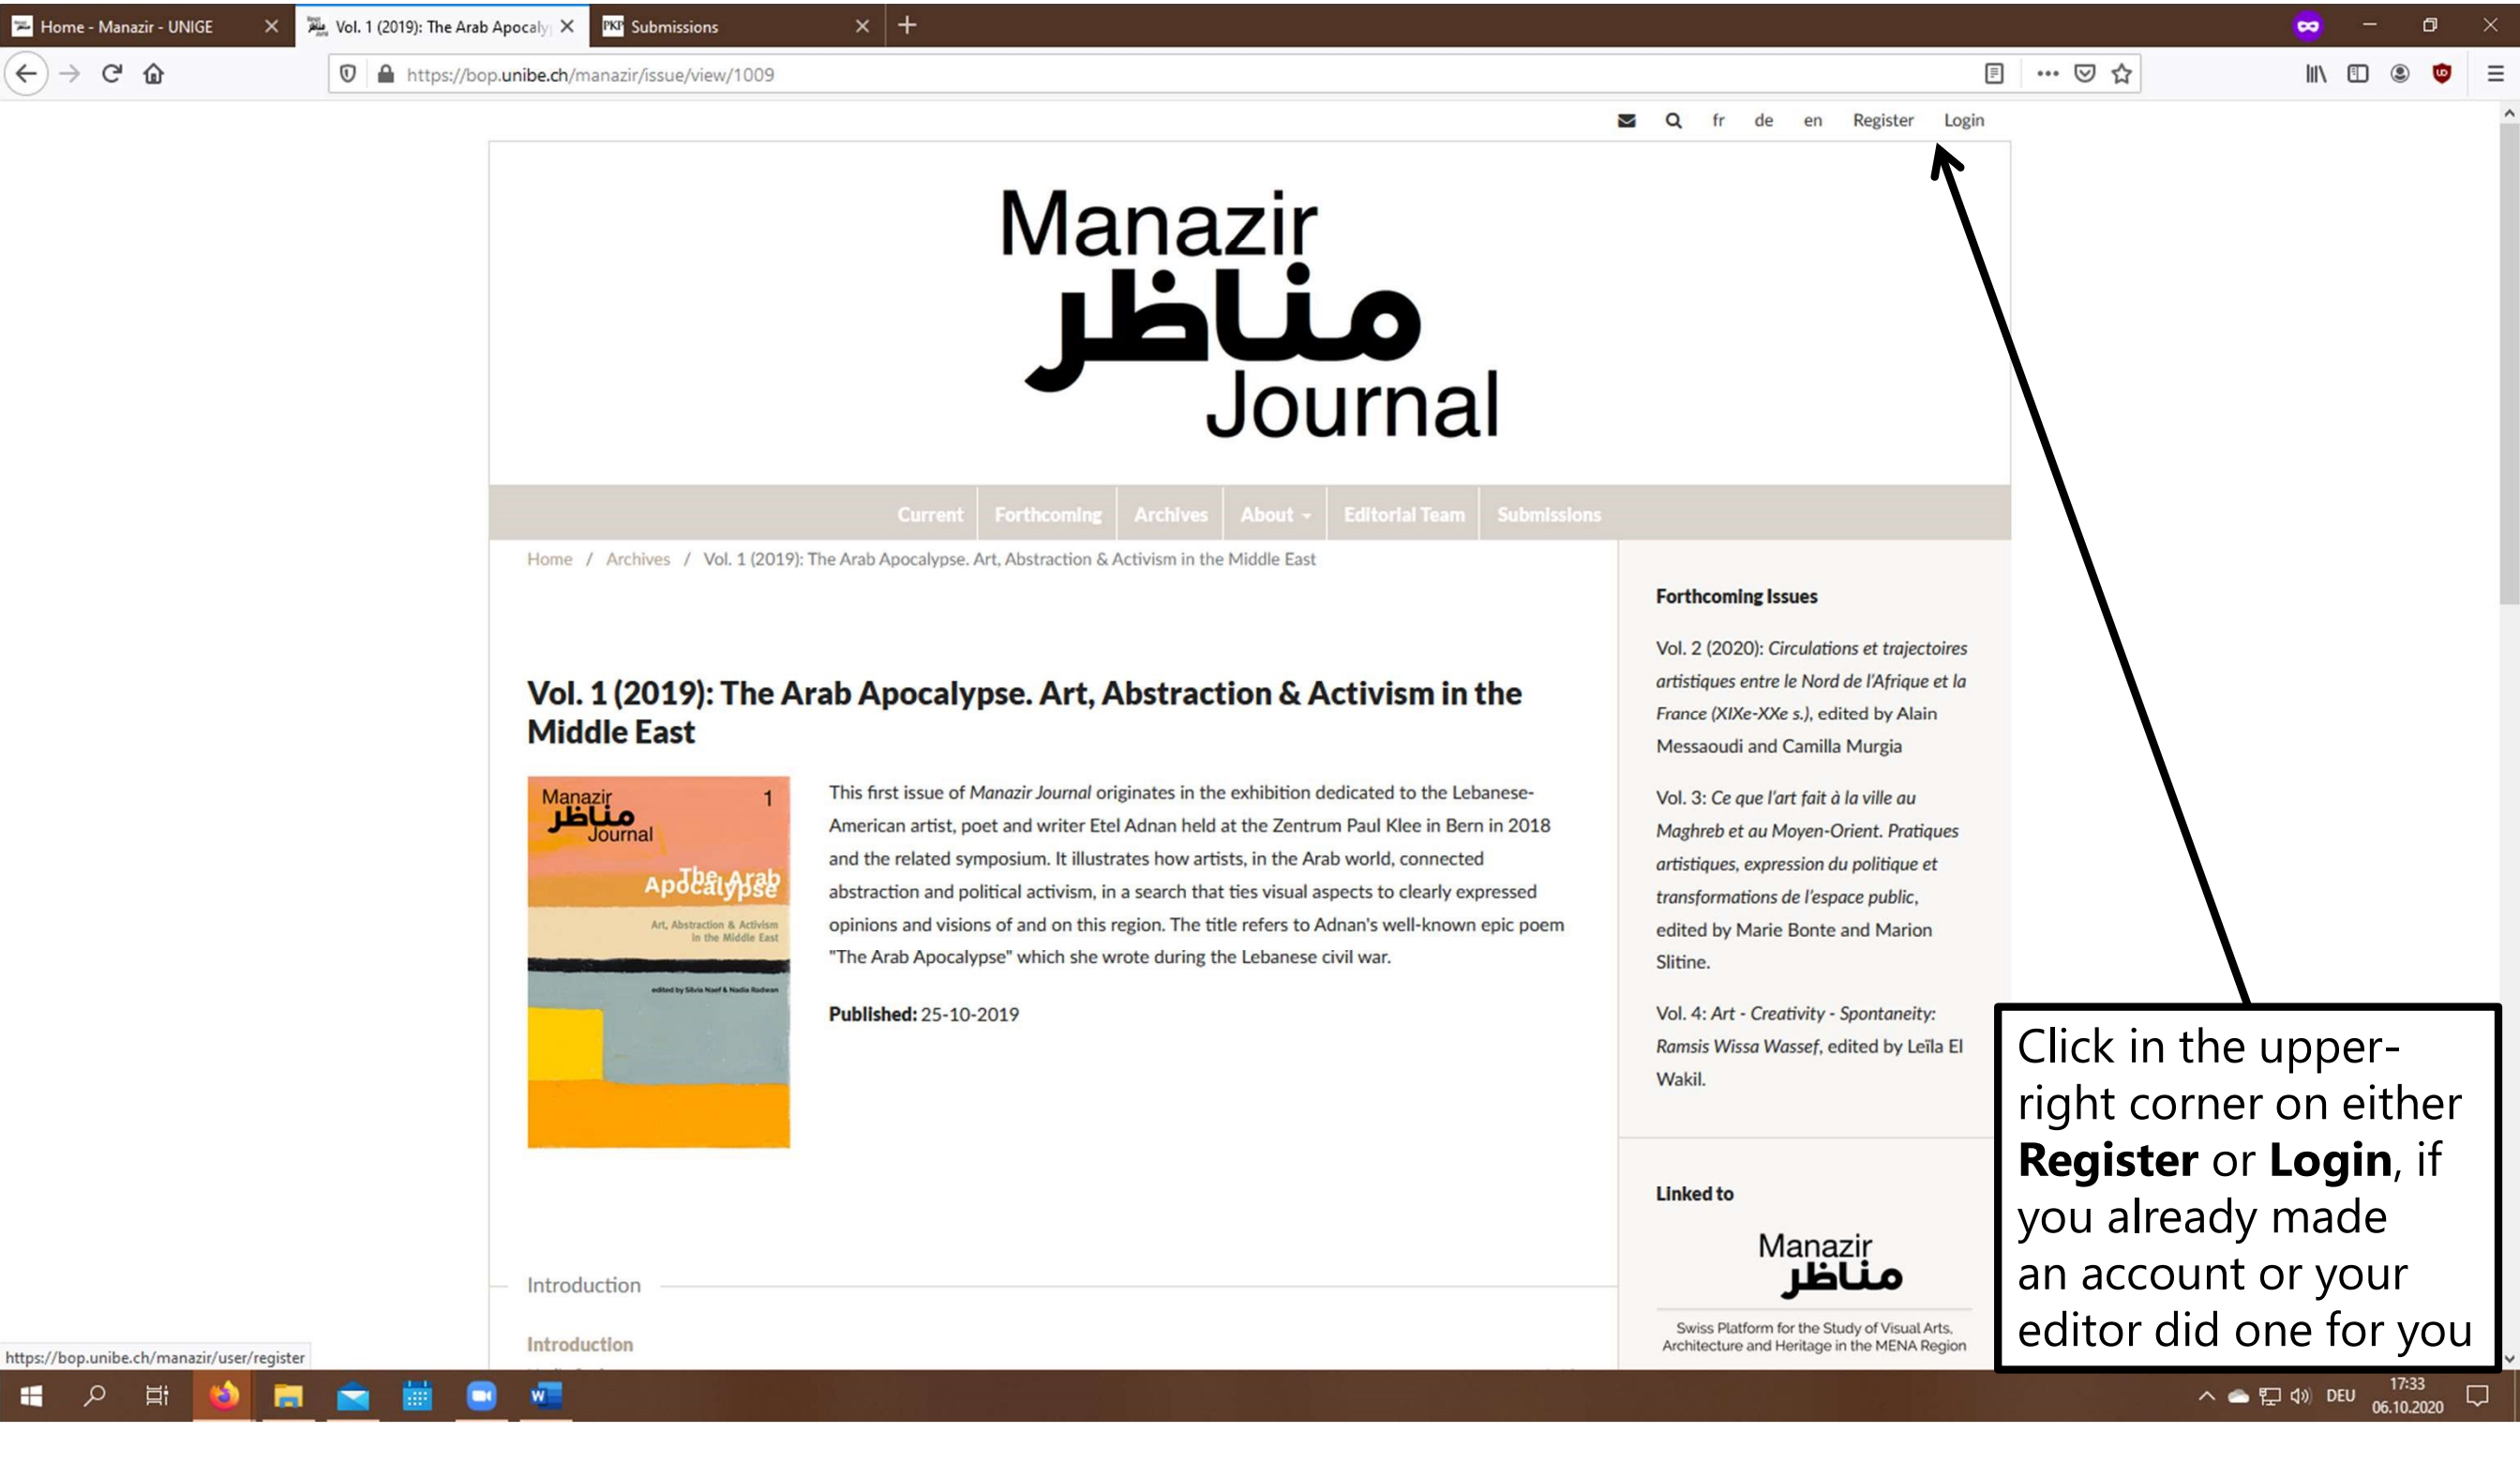 Home - Manazir - UNIGE
Vol. 1 (2019): The Arab Apocaly
PKP Submissions
https://bop.unibe.ch/manazir/issue/view/1009
fr de en Register Login
Manazir
مناظر
Journal
Current Forthcoming Archives About Editorial Team Submissions
Home / Archives / Vol. 1 (2019): The Arab Apocalypse. Art, Abstraction & Activism in the Middle East
Vol. 1 (2019): The Arab Apocalypse. Art, Abstraction & Activism in the
Middle East
Manazir 1
مناظر
Journal
The Arab
Apocalypse
Art, Abstraction & Activism
in the Middle East
edited by Silvia Naef & Nadia Radwan
This first issue of Manazir Journal originates in the exhibition dedicated to the Lebanese-
American artist, poet and writer Etel Adnan held at the Zentrum Paul Klee in Bern in 2018
and the related symposium. It illustrates how artists, in the Arab world, connected
abstraction and political activism, in a search that ties visual aspects to clearly expressed
opinions and visions of and on this region. The title refers to Adnan's well-known epic poem
"The Arab Apocalypse" which she wrote during the Lebanese civil war.
Published: 25-10-2019
Introduction
Introduction
Forthcoming Issues
Vol. 2 (2020): Circulations et trajectoires
artistiques entre le Nord de l'Afrique et la
France (XIXe-XXe s.), edited by Alain
Messaoudi and Camilla Murgia
Vol. 3: Ce que l'art fait à la ville au
Maghreb et au Moyen-Orient. Pratiques
artistiques, expression du politique et
transformations de l'espace public,
edited by Marie Bonte and Marion
Slitine.
Vol. 4: Art - Creativity - Spontaneity:
Ramsis Wissa Wassef, edited by Leïla El
Wakil.
Linked to
Manazir
مناظر
Swiss Platform for the Study of Visual Arts,
Architecture and Heritage in the MENA Region
Click in the upper-
right corner on either
Register or Login, if
you already made
an account or your
editor did one for you
https://bop.unibe.ch/manazir/user/register
DEU
17:33
06.10.2020